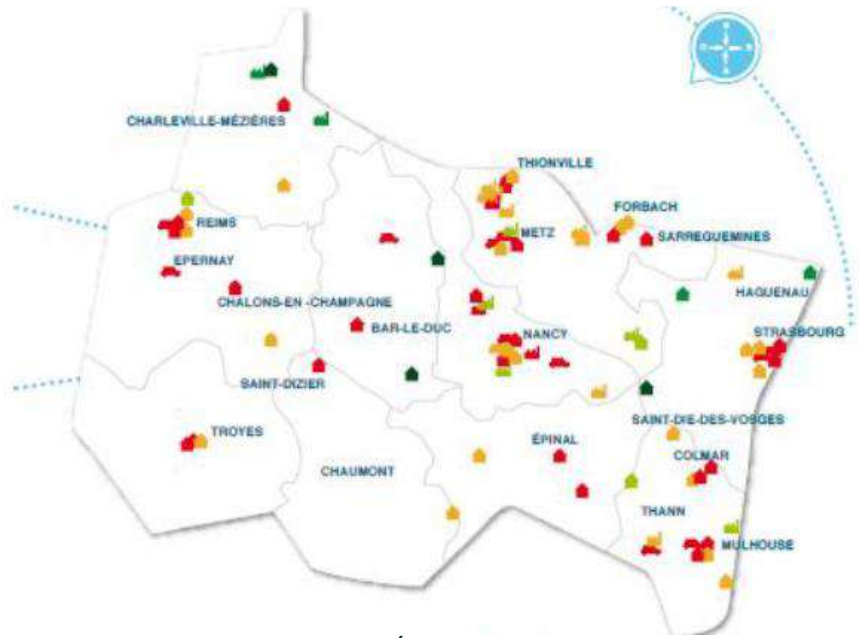 CHARLEVILLE-MÉZIÈRES
THIONVILLE
FORBACH
REIMS
METZ
SARREGUEMINES
EPERNAY
HAGUENAU
CHALONS-EN -CHAMPAGNE
BAR-LE-DUC
NANCY
STRASBOURG
SAINT-DIZIER
SAINT-DIE-DES-VOSGES
TROYES
ÉPINAL
COLMAR
CHAUMONT
THANN
MULHOUSE